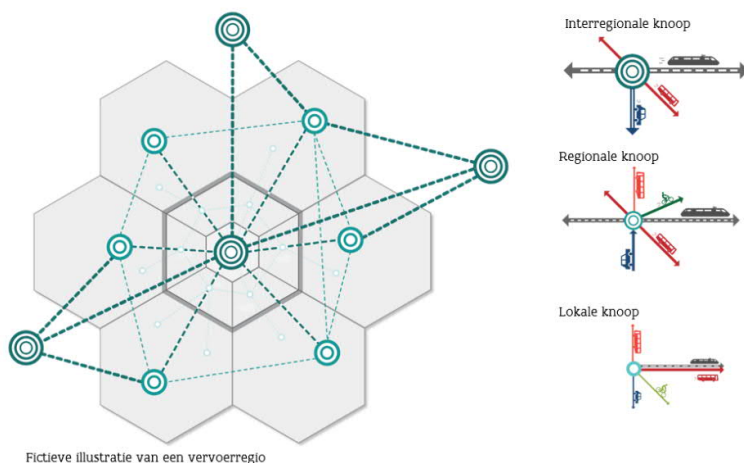 Interregionale knoop
Regionale knoop
Lokale knoop
Fictieve illustratie van een vervoerregio